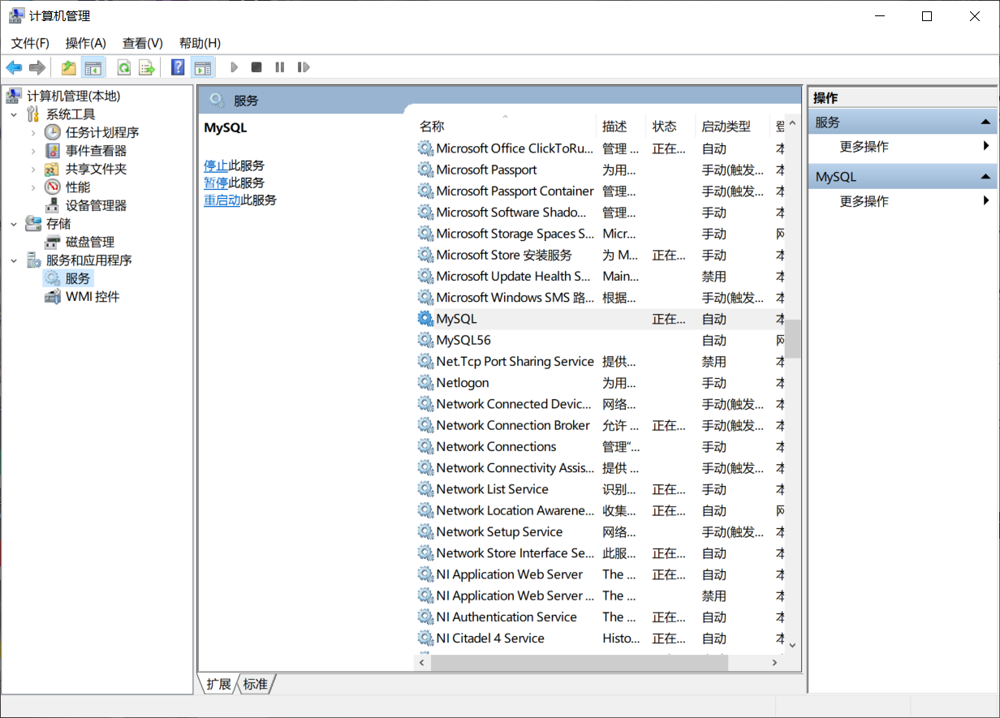 计算机管理
文件(F) 操作(A) 查看(V) 帮助(H)
计算机管理(本地)
系统工具
任务计划程序
事件查看器
共享文件夹
性能
设备管理器
存储
磁盘管理
服务和应用程序
服务
WMI 控件
服务
MySQL
停止此服务
暂停此服务
重启动此服务
名称 描述 状态 启动类型 登
Microsoft Office ClickToRu... 管理 ... 正在... 自动 本
Microsoft Passport 为用... 手动(触发... 本
Microsoft Passport Container 管理... 手动(触发... 本
Microsoft Software Shado... 管理... 手动 本
Microsoft Storage Spaces S... Micr... 手动 网
Microsoft Store 安装服务 为 M... 正在... 手动 本
Microsoft Update Health S... Main... 禁用 本
Microsoft Windows SMS 路... 根据... 手动(触发... 本
MySQL 正在... 自动 本
MySQL56 自动 网
Net.Tcp Port Sharing Service 提供... 禁用 本
Netlogon 为用... 手动 本
Network Connected Devic... 网络... 手动(触发... 本
Network Connection Broker 允许 ... 正在... 手动(触发... 本
Network Connections 管理“... 手动 本
Network Connectivity Assis... 提供 ... 手动(触发... 本
Network List Service 识别... 正在... 手动 本
Network Location Awarene... 收集... 正在... 自动 网
Network Setup Service 网络... 手动(触发... 本
Network Store Interface Se... 此服... 正在... 自动 本
NI Application Web Server The ... 正在... 自动 本
NI Application Web Server ... The ... 禁用 本
NI Authentication Service The ... 正在... 自动 本
NI Citadel 4 Service Histo... 正在... 自动 本
扩展 标准
操作
服务
更多操作
MySQL
更多操作